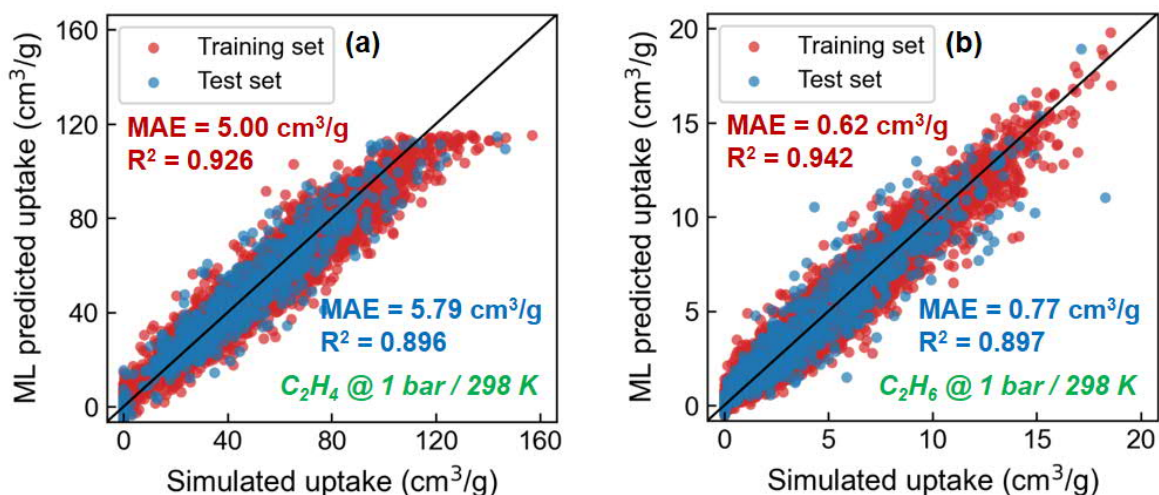 (a)
ML predicted uptake (cm³/g)
160
120
80
40
0
Training set
Test set
MAE = 5.00 cm³/g
R² = 0.926
MAE = 5.79 cm³/g
R² = 0.896
C₂H₄ @ 1 bar / 298 K
0 40 80 120 160
Simulated uptake (cm³/g)
(b)
ML predicted uptake (cm³/g)
20
15
10
5
0
Training set
Test set
MAE = 0.62 cm³/g
R² = 0.942
MAE = 0.77 cm³/g
R² = 0.897
C₂H₆ @ 1 bar / 298 K
0 5 10 15 20
Simulated uptake (cm³/g)